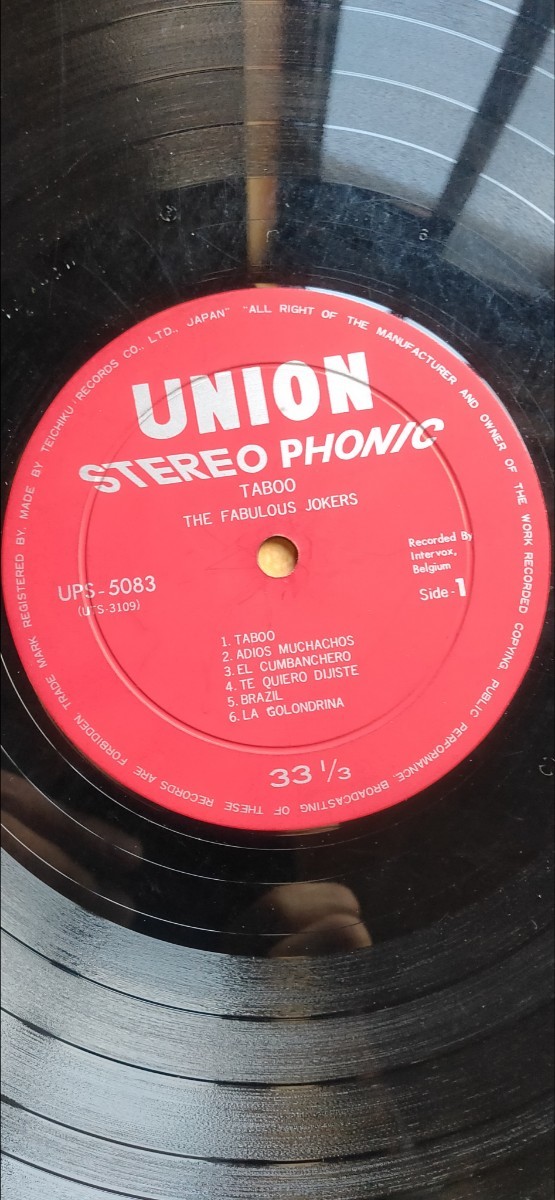 UNION
STEREO PHONIC
TABOO
THE FABULOUS JOKERS
UPS-5083
(UPS-3109)
Recorded By
Intervox,
Belgium
Side-1
1. TABOO
2. ADIOS MUCHACHOS
3. EL CUMBANCHERO
4. TE QUIERO DIJISTE
5. BRAZIL
6. LA GOLONDRINA
33 1/3
TRADE MARK REGISTERED BY. MADE BY TEICHIKU RECORDS CO., LTD., JAPAN" "ALL RIGHT OF THE MANUFACTURER AND OWNER OF THE WORK RECORDED COPYING, PUBLIC PERFORMANCE, BROADCASTING OF THESE RECORDS ARE FORBIDDEN